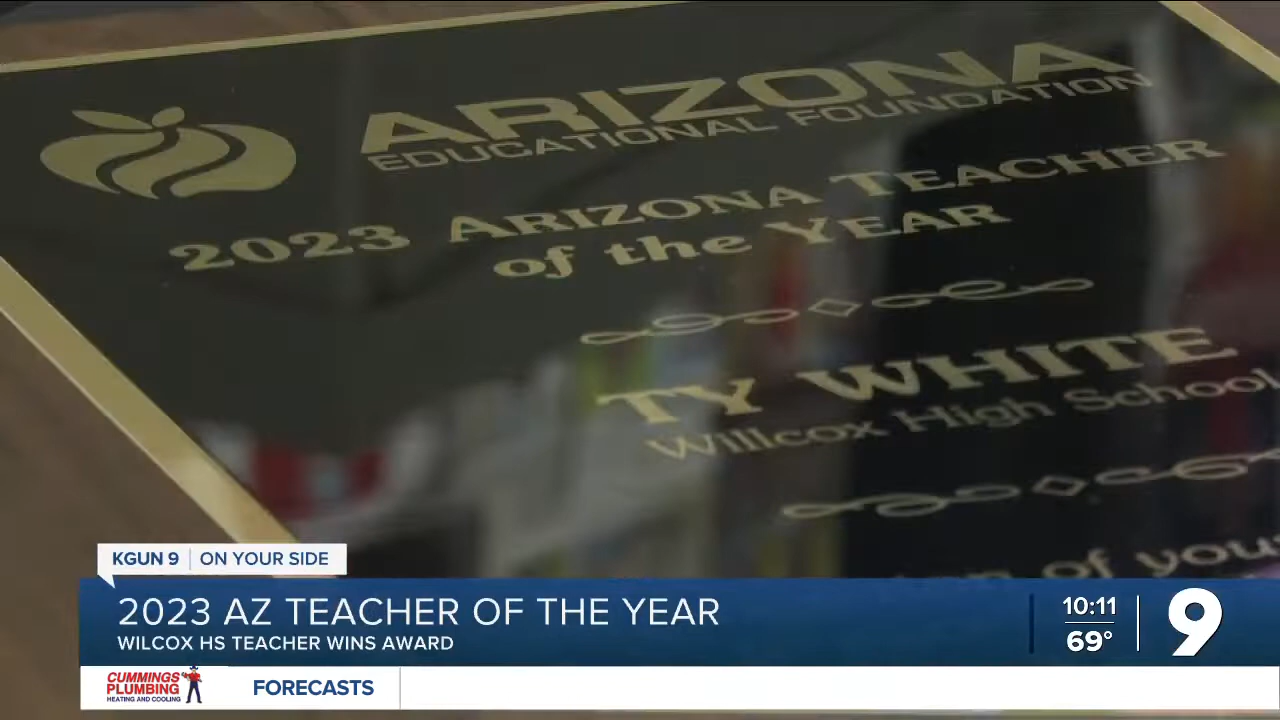 ARIZONA
EDUCATIONAL FOUNDATION
2023 ARIZONA TEACHER
of the YEAR
TY WHITE
Willcox High School
of your
KGUN 9 | ON YOUR SIDE
2023 AZ TEACHER OF THE YEAR
WILCOX HS TEACHER WINS AWARD
10:11
69°
9
CUMMINGS
PLUMBING
HEATING AND COOLING
FORECASTS